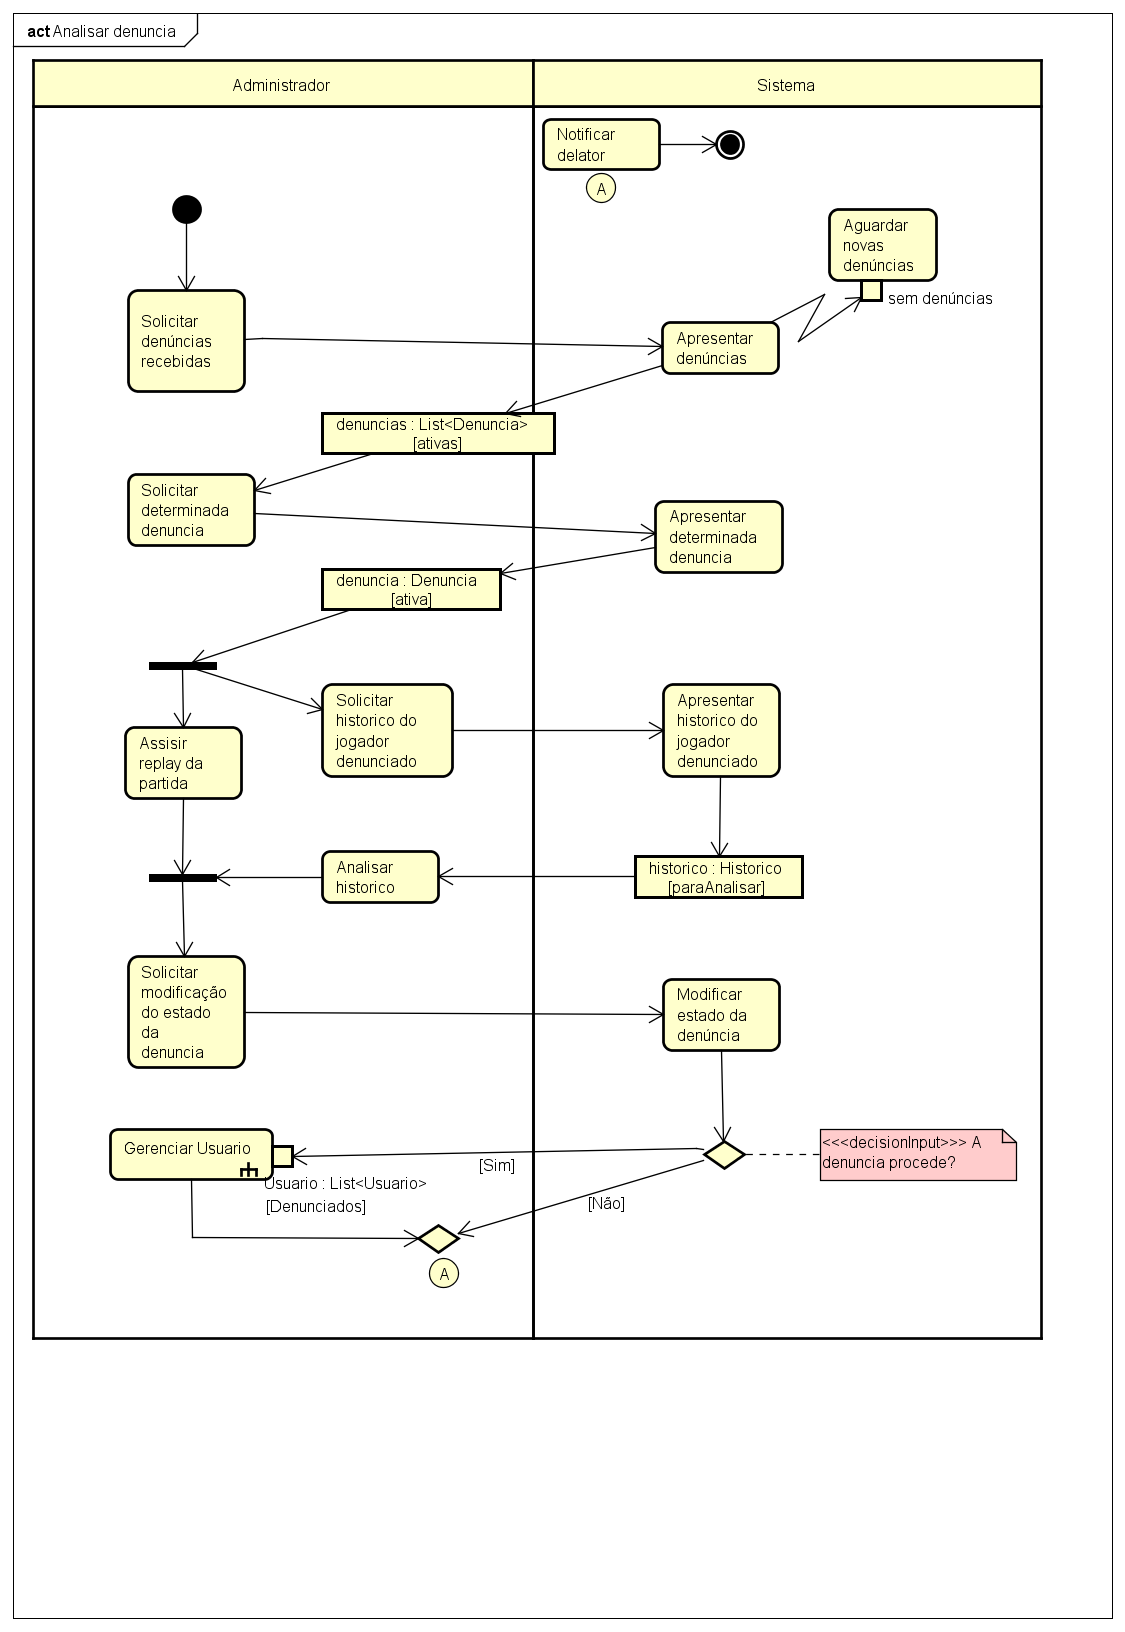 act Analisar denuncia
Administrador
Sistema
Notificar
delator
A
Aguardar
novas
denúncias
sem denúncias
Solicitar
denúncias
recebidas
Apresentar
denúncias
denuncias : List<Denuncia>
[ativas]
Solicitar
determinada
denuncia
Apresentar
determinada
denuncia
denuncia : Denuncia
[ativa]
Solicitar
historico do
jogador
denunciado
Apresentar
historico do
jogador
denunciado
Assisir
replay da
partida
Analisar
historico
historico : Historico
[paraAnalisar]
Solicitar
modificação
do estado
da
denuncia
Modificar
estado da
denúncia
Gerenciar Usuario
Usuario : List<Usuario>
[Denunciados]
[Sim]
[Não]
<<<decisionInput>>> A
denuncia procede?
A